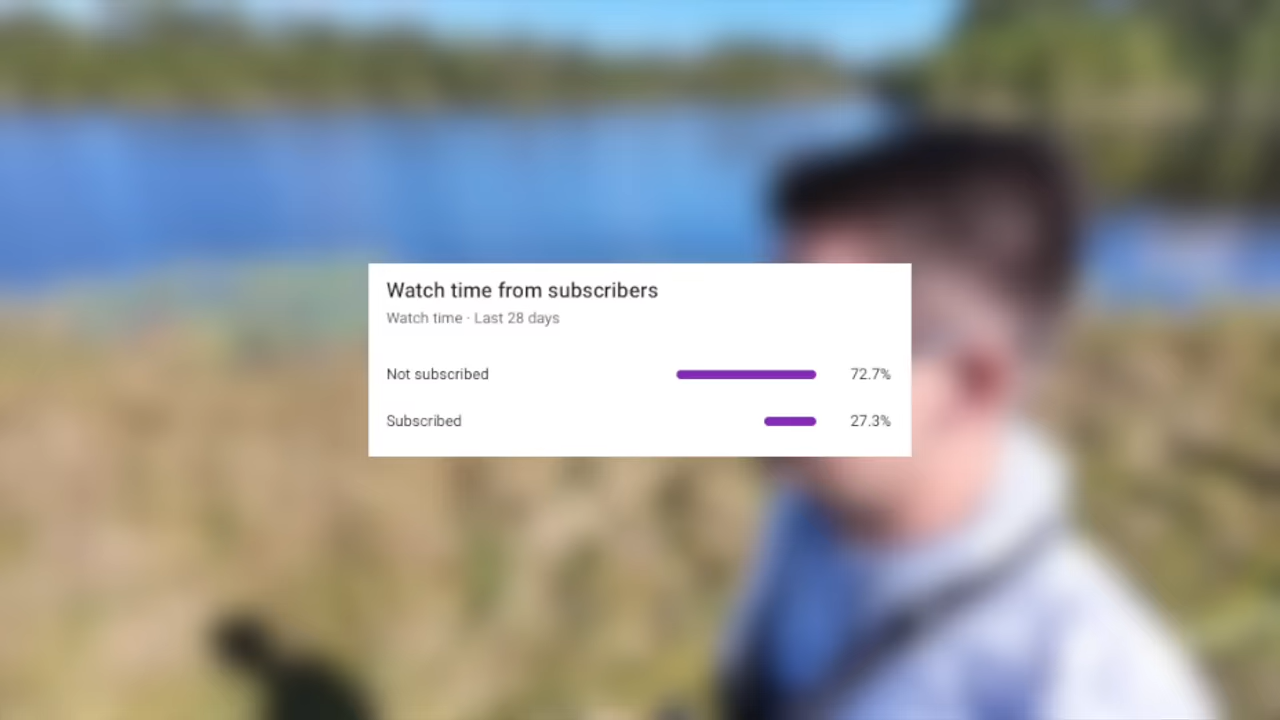 Watch time from subscribers
Watch time · Last 28 days
Not subscribed 72.7%
Subscribed 27.3%